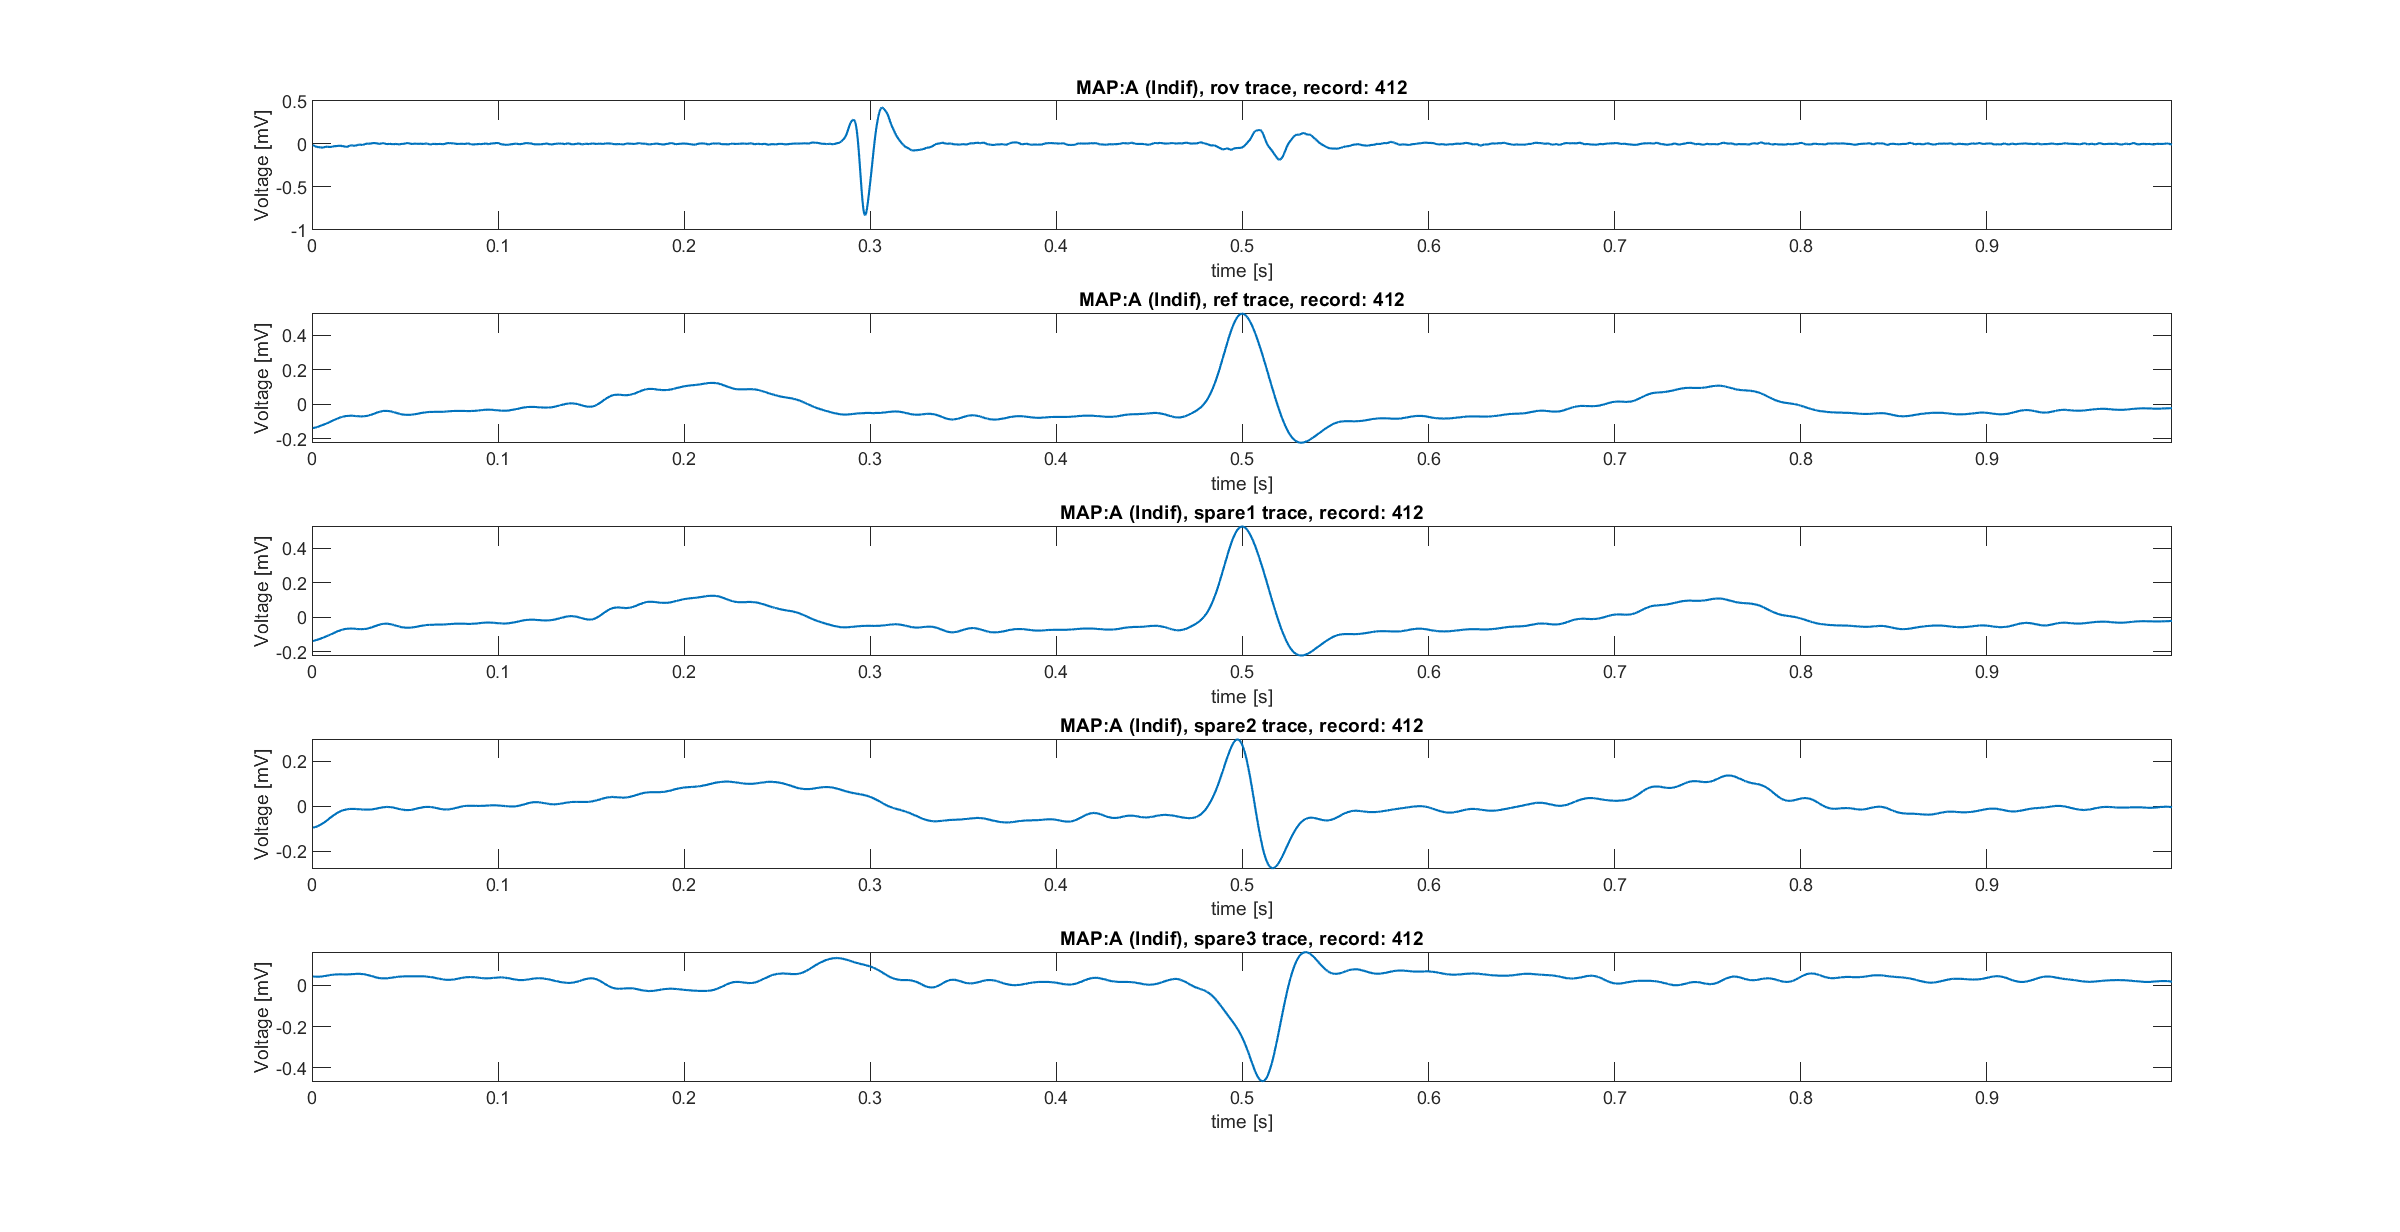 MAP:A (Indif), rov trace, record: 412
Voltage [mV]
0.5
0
-0.5
-1
0 0.1 0.2 0.3 0.4 0.5 0.6 0.7 0.8 0.9
time [s]
MAP:A (Indif), ref trace, record: 412
Voltage [mV]
0.4
0.2
0
-0.2
0 0.1 0.2 0.3 0.4 0.5 0.6 0.7 0.8 0.9
time [s]
MAP:A (Indif), spare1 trace, record: 412
Voltage [mV]
0.4
0.2
0
-0.2
0 0.1 0.2 0.3 0.4 0.5 0.6 0.7 0.8 0.9
time [s]
MAP:A (Indif), spare2 trace, record: 412
Voltage [mV]
0.2
0
-0.2
0 0.1 0.2 0.3 0.4 0.5 0.6 0.7 0.8 0.9
time [s]
MAP:A (Indif), spare3 trace, record: 412
Voltage [mV]
0
-0.2
-0.4
0 0.1 0.2 0.3 0.4 0.5 0.6 0.7 0.8 0.9
time [s]